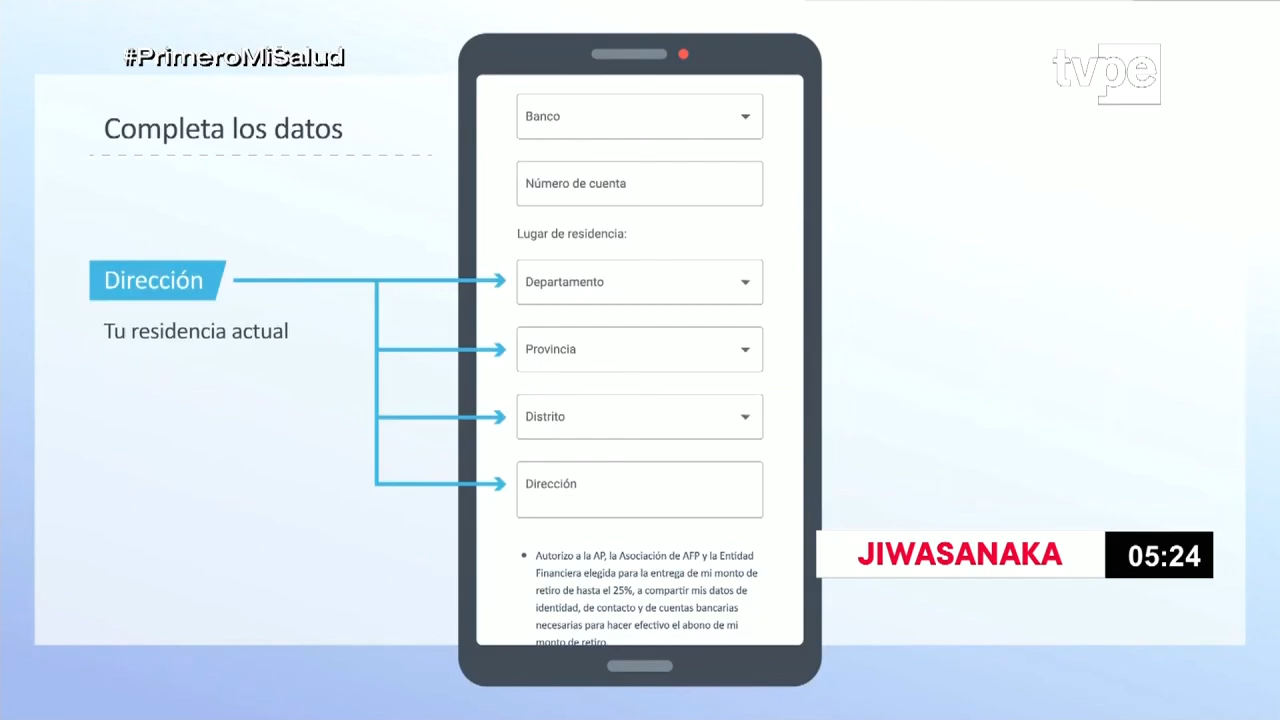 #PrimeroMiSalud
tvpe
Completa los datos
Dirección
Tu residencia actual
Banco
Número de cuenta
Lugar de residencia:
Departamento
Provincia
Distrito
Dirección
Autorizo a la AP, la Asociación de AFP y la Entidad
Financiera elegida para la entrega de mi monto de
retiro de hasta el 25%, a compartir mis datos de
identidad, de contacto y de cuentas bancarias
necesarias para hacer efectivo el abono de mi
monto de retiro.
JIWASANAKA
05:24